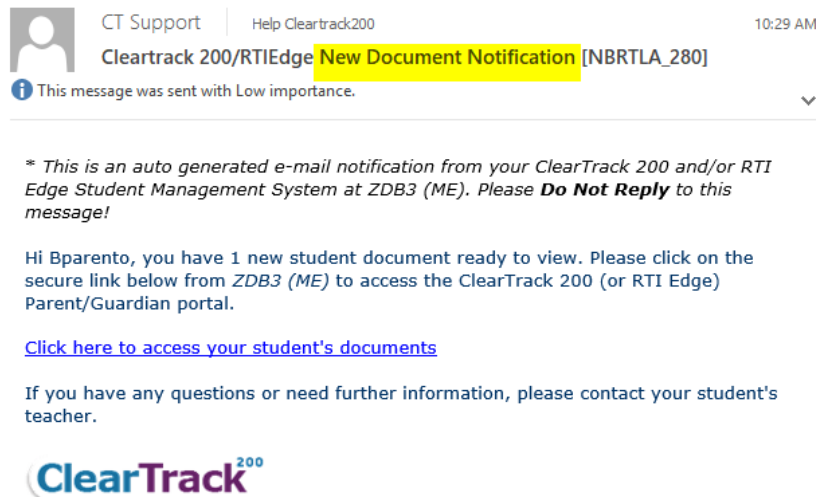 CT Support Help Cleartrack200 10:29 AM
Cleartrack 200/RTIEdge New Document Notification [NBRTLA_280]
This message was sent with Low importance.
* This is an auto generated e-mail notification from your ClearTrack 200 and/or RTI
Edge Student Management System at ZDB3 (ME). Please Do Not Reply to this
message!
Hi Bparento, you have 1 new student document ready to view. Please click on the
secure link below from ZDB3 (ME) to access the ClearTrack 200 (or RTI Edge)
Parent/Guardian portal.
Click here to access your student's documents
If you have any questions or need further information, please contact your student's
teacher.
ClearTrack200